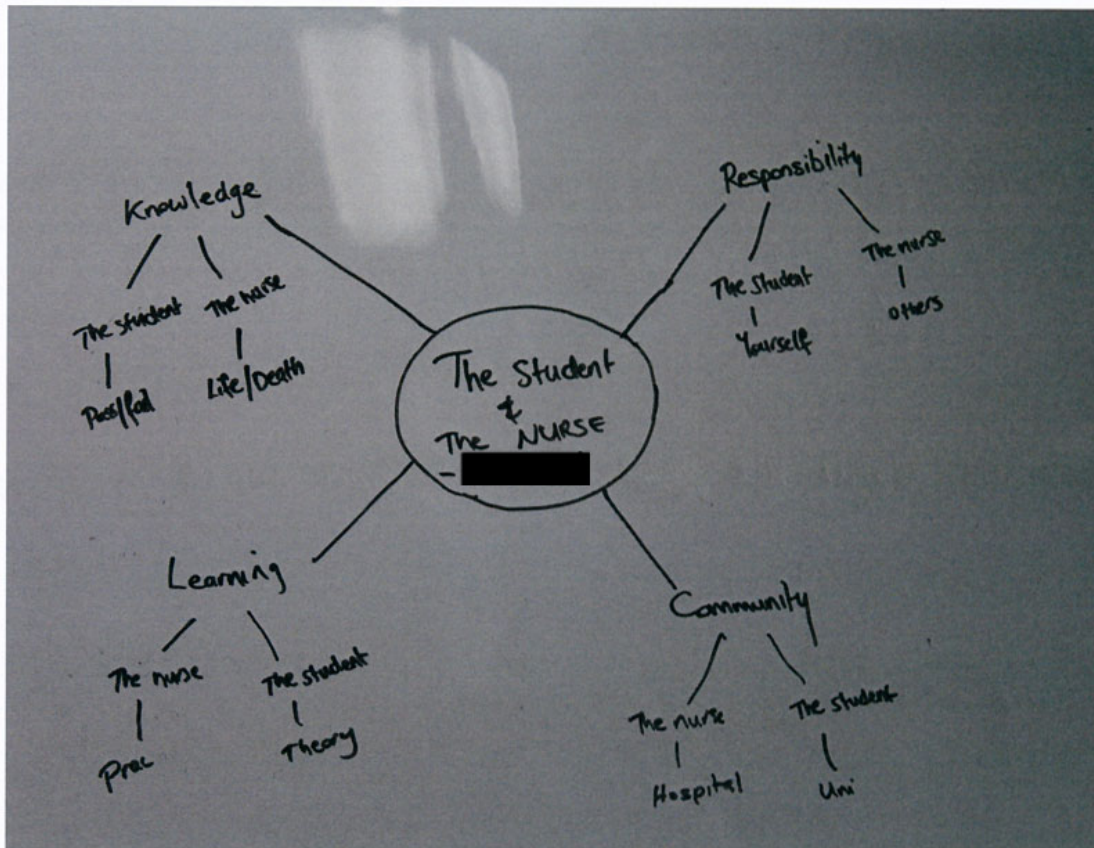 Knowledge
The student
Pass/fail
The nurse
Life/Death
Responsibility
The student
Yourself
The nurse
others
The Student
&
The NURSE
-
Learning
The nurse
Prac
The student
Theory
Community
The nurse
Hospital
The student
Uni